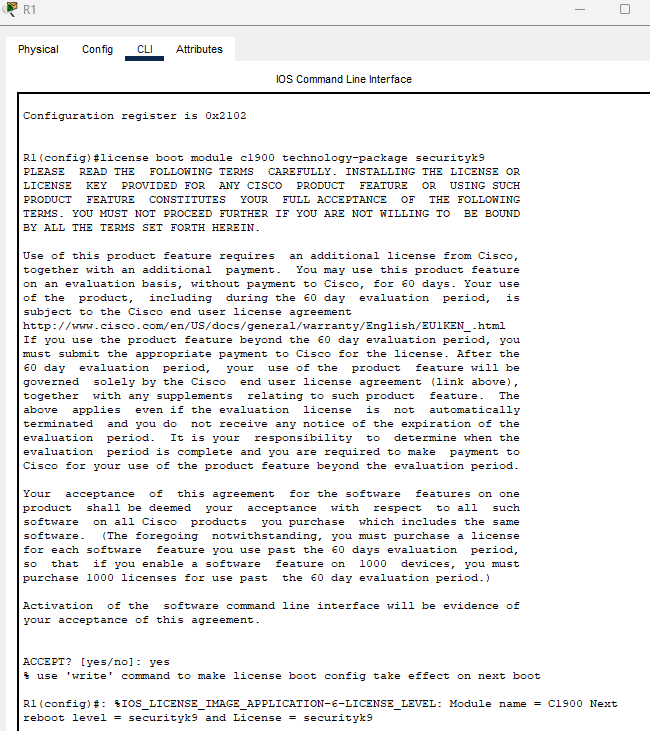 R1
Physical Config CLI Attributes
IOS Command Line Interface
Configuration register is 0x2102
R1(config)#license boot module c1900 technology-package securityk9
PLEASE  READ THE  FOLLOWING TERMS  CAREFULLY. INSTALLING THE LICENSE OR
LICENSE  KEY  PROVIDED FOR  ANY CISCO  PRODUCT  FEATURE  OR  USING SUCH
PRODUCT  FEATURE  CONSTITUTES  YOUR  FULL ACCEPTANCE  OF  THE FOLLOWING
TERMS. YOU MUST NOT PROCEED FURTHER IF YOU ARE NOT WILLING TO  BE BOUND
BY ALL THE TERMS SET FORTH HEREIN.
Use of this product feature requires  an additional license from Cisco,
together with an additional  payment.  You may use this product feature
on an evaluation basis, without payment to Cisco, for 60 days. Your use
of the  product,  including  during the 60 day  evaluation  period,  is
subject to the Cisco end user license agreement
http://www.cisco.com/en/US/docs/general/warranty/English/EU1KEN_.html
If you use the product feature beyond the 60 day evaluation period, you
must submit the appropriate payment to Cisco for the license. After the
60 day  evaluation  period,  your  use of the  product  feature will be
governed  solely by the Cisco  end user license agreement (link above),
together  with any supplements  relating to such product  feature.  The
above  applies  even if the evaluation  license  is  not  automatically
terminated  and you do  not receive any notice of the expiration of the
evaluation  period.  It is your  responsibility  to  determine when the
evaluation  period is complete and you are required to make  payment to
Cisco for your use of the product feature beyond the evaluation period.
Your  acceptance  of  this agreement  for the software  features on one
product  shall be deemed  your  acceptance  with  respect  to all  such
software  on all Cisco  products  you purchase  which includes the same
software.  (The foregoing  notwithstanding, you must purchase a license
for each software  feature you use past the 60 days evaluation  period,
so  that  if you enable a software  feature on  1000  devices, you must
purchase 1000 licenses for use past  the 60 day evaluation period.)
Activation  of the  software command line interface will be evidence of
your acceptance of this agreement.
ACCEPT? [yes/no]: yes
% use 'write' command to make license boot config take effect on next boot
R1(config)#: %IOS_LICENSE_IMAGE_APPLICATION-6-LICENSE_LEVEL: Module name = C1900 Next
reboot level = securityk9 and License = securityk9